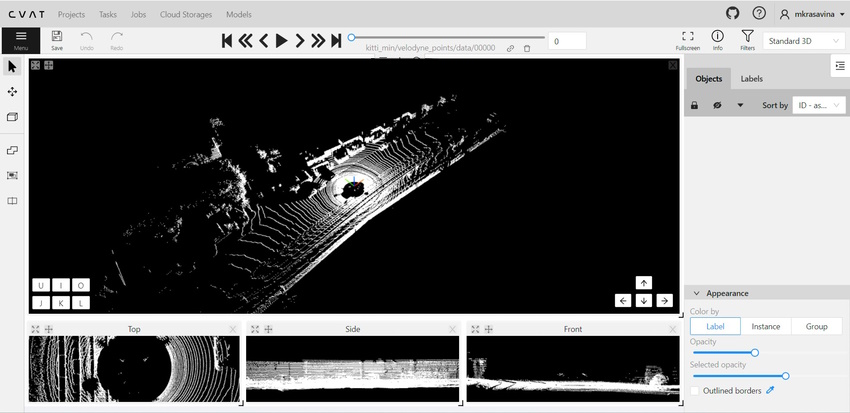 CVAT Projects Tasks Jobs Cloud Storages Models mkrasavina
Menu Save Undo Redo kitti_min/velodyne_points/data/00000 0 Fullscreen Info Filters Standard 3D
Objects Labels
Sort by ID - as...
U I O
J K L
Top Side Front
Appearance
Color by
Label Instance Group
Opacity
Selected opacity
Outlined borders